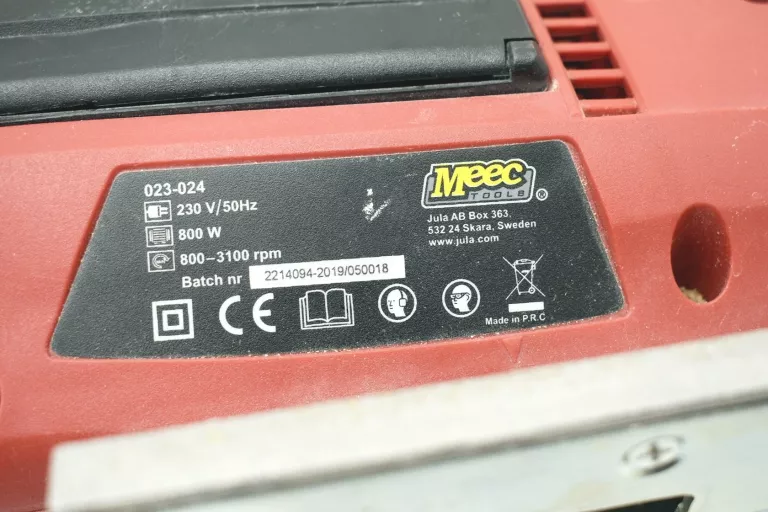 023-024
230 V/50Hz
800 W
800–3100 rpm
Batch nr 2214094-2019/050018
Meec
TOOLS ®
Jula AB Box 363,
532 24 Skara, Sweden
www.jula.com
CE
Made in P.R.C